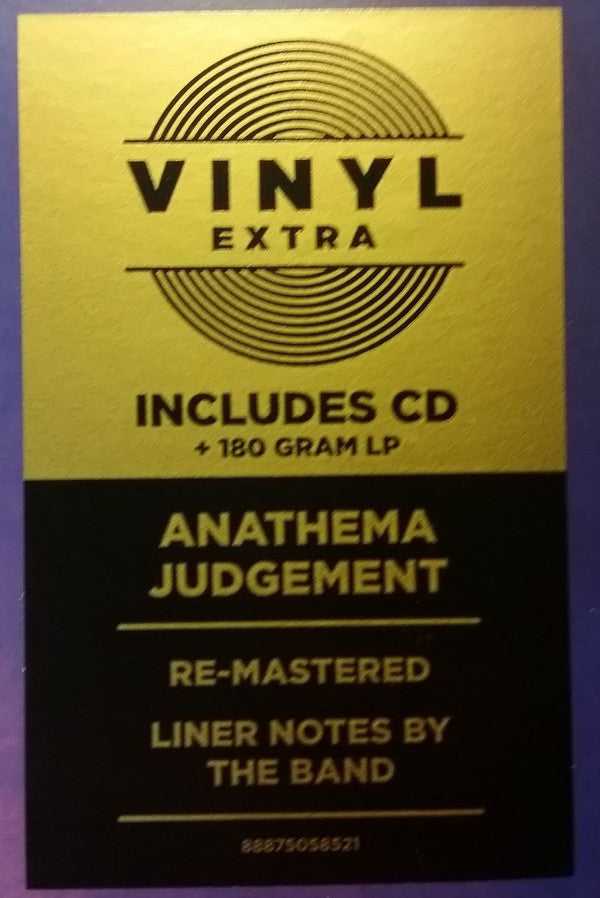 VINYL
EXTRA
INCLUDES CD
+ 180 GRAM LP
ANATHEMA
JUDGEMENT
RE-MASTERED
LINER NOTES BY
THE BAND
88875058521